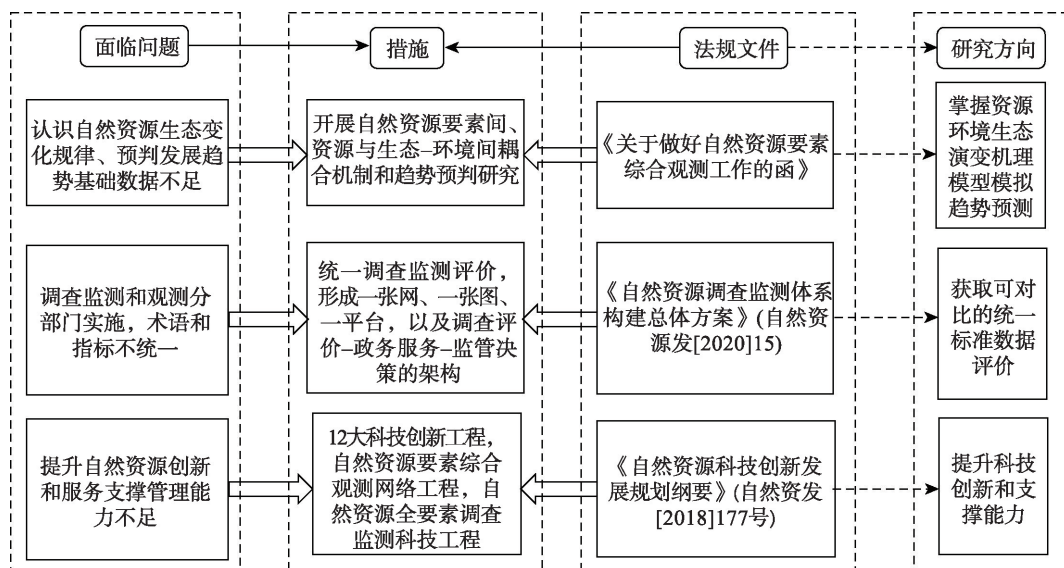 面临问题
措施
法规文件
研究方向
认识自然资源生态变
化规律、预判发展趋
势基础数据不足
开展自然资源要素间、
资源与生态–环境间耦
合机制和趋势预判研究
《关于做好自然资源要素
综合观测工作的函》
掌握资源
环境生态
演变机理
模型模拟
趋势预测
调查监测和观测分
部门实施，术语和
指标不统一
统一调查监测评价，
形成一张网、一张图、
一平台，以及调查评
价–政务服务–监管决
策的架构
《自然资源调查监测体系
构建总体方案》(自然资
源发[2020]15)
获取可对
比的统一
标准数据
评价
提升自然资源创新
和服务支撑管理能
力不足
12大科技创新工程，
自然资源要素综合
观测网络工程，自
然资源全要素调查
监测科技工程
《自然资源科技创新发
展规划纲要》(自然资发
[2018]177号)
提升科技
创新和支
撑能力